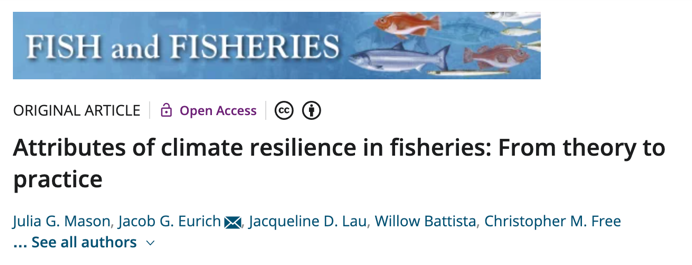 FISH and FISHERIES
ORIGINAL ARTICLE Open Access cc
Attributes of climate resilience in fisheries: From theory to
practice
Julia G. Mason, Jacob G. Eurich, Jacqueline D. Lau, Willow Battista, Christopher M. Free
... See all authors